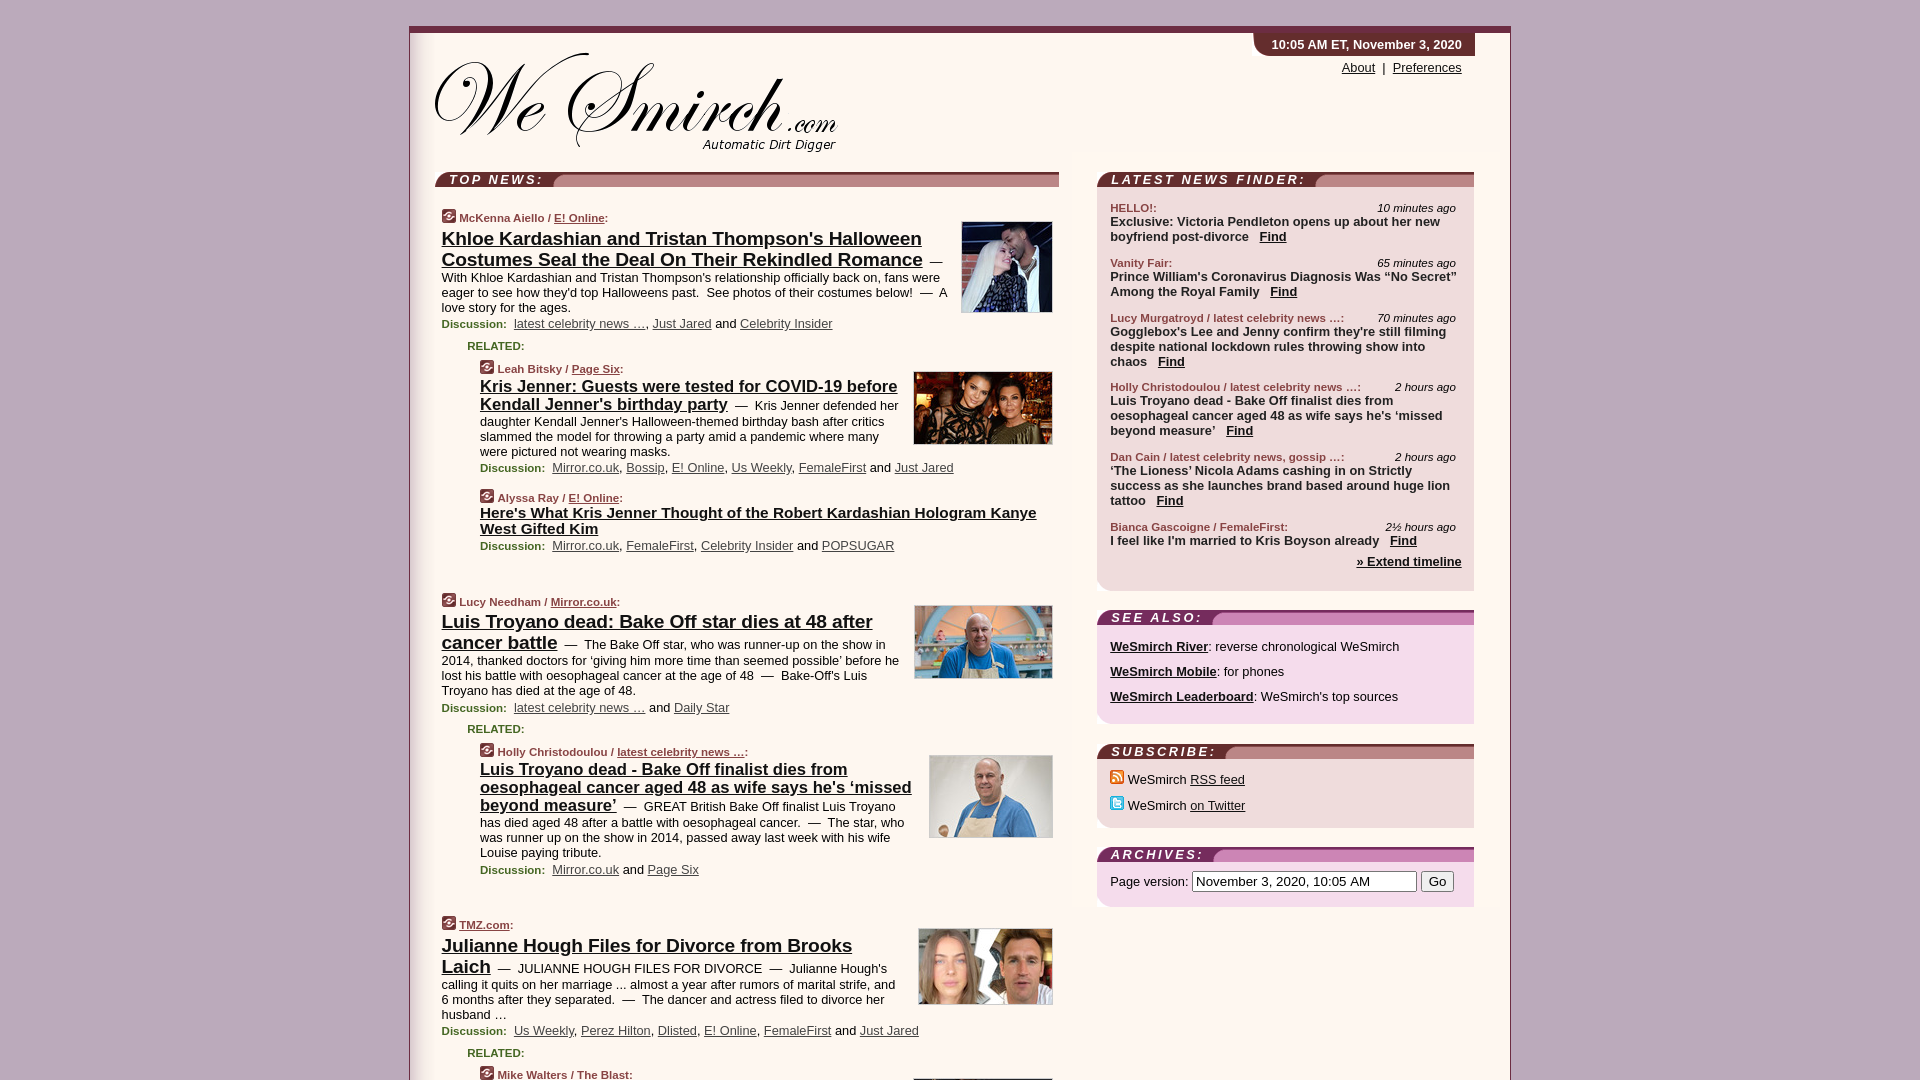 10:05 AM ET, November 3, 2020
About | Preferences
We Smirch .com
Automatic Dirt Digger
TOP NEWS:
McKenna Aiello / E! Online:
Khloe Kardashian and Tristan Thompson's Halloween
Costumes Seal the Deal On Their Rekindled Romance —
With Khloe Kardashian and Tristan Thompson's relationship officially back on, fans were
eager to see how they'd top Halloweens past. See photos of their costumes below! — A
love story for the ages.
Discussion: latest celebrity news …, Just Jared and Celebrity Insider
RELATED:
Leah Bitsky / Page Six:
Kris Jenner: Guests were tested for COVID-19 before
Kendall Jenner's birthday party — Kris Jenner defended her
daughter Kendall Jenner's Halloween-themed birthday bash after critics
slammed the model for throwing a party amid a pandemic where many
were pictured not wearing masks.
Discussion: Mirror.co.uk, Bossip, E! Online, Us Weekly, FemaleFirst and Just Jared
Alyssa Ray / E! Online:
Here's What Kris Jenner Thought of the Robert Kardashian Hologram Kanye
West Gifted Kim
Discussion: Mirror.co.uk, FemaleFirst, Celebrity Insider and POPSUGAR
Lucy Needham / Mirror.co.uk:
Luis Troyano dead: Bake Off star dies at 48 after
cancer battle — The Bake Off star, who was runner-up on the show in
2014, thanked doctors for ‘giving him more time than seemed possible’ before he
lost his battle with oesophageal cancer at the age of 48 — Bake-Off's Luis
Troyano has died at the age of 48.
Discussion: latest celebrity news … and Daily Star
RELATED:
Holly Christodoulou / latest celebrity news …:
Luis Troyano dead - Bake Off finalist dies from
oesophageal cancer aged 48 as wife says he's ‘missed
beyond measure’ — GREAT British Bake Off finalist Luis Troyano
has died aged 48 after a battle with oesophageal cancer. — The star, who
was runner up on the show in 2014, passed away last week with his wife
Louise paying tribute.
Discussion: Mirror.co.uk and Page Six
TMZ.com:
Julianne Hough Files for Divorce from Brooks
Laich — JULIANNE HOUGH FILES FOR DIVORCE — Julianne Hough's
calling it quits on her marriage ... almost a year after rumors of marital strife, and
6 months after they separated. — The dancer and actress filed to divorce her
husband …
Discussion: Us Weekly, Perez Hilton, Dlisted, E! Online, FemaleFirst and Just Jared
RELATED:
Mike Walters / The Blast:
LATEST NEWS FINDER:
HELLO!: 10 minutes ago
Exclusive: Victoria Pendleton opens up about her new
boyfriend post-divorce Find
Vanity Fair: 65 minutes ago
Prince William's Coronavirus Diagnosis Was “No Secret”
Among the Royal Family Find
Lucy Murgatroyd / latest celebrity news …: 70 minutes ago
Gogglebox's Lee and Jenny confirm they're still filming
despite national lockdown rules throwing show into
chaos Find
Holly Christodoulou / latest celebrity news …: 2 hours ago
Luis Troyano dead - Bake Off finalist dies from
oesophageal cancer aged 48 as wife says he's ‘missed
beyond measure’ Find
Dan Cain / latest celebrity news, gossip …: 2 hours ago
‘The Lioness’ Nicola Adams cashing in on Strictly
success as she launches brand based around huge lion
tattoo Find
Bianca Gascoigne / FemaleFirst: 2½ hours ago
I feel like I'm married to Kris Boyson already Find
» Extend timeline
SEE ALSO:
WeSmirch River: reverse chronological WeSmirch
WeSmirch Mobile: for phones
WeSmirch Leaderboard: WeSmirch's top sources
SUBSCRIBE:
WeSmirch RSS feed
WeSmirch on Twitter
ARCHIVES:
Page version: November 3, 2020, 10:05 AM Go